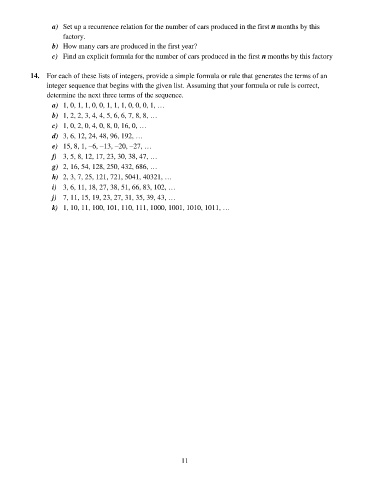 a) Set up a recurrence relation for the number of cars produced in the first n months by this
factory.
b) How many cars are produced in the first year?
c) Find an explicit formula for the number of cars produced in the first n months by this factory
14. For each of these lists of integers, provide a simple formula or rule that generates the terms of an
integer sequence that begins with the given list. Assuming that your formula or rule is correct,
determine the next three terms of the sequence.
a) 1, 0, 1, 1, 0, 0, 1, 1, 1, 0, 0, 0, 1, …
b) 1, 2, 2, 3, 4, 4, 5, 6, 6, 7, 8, 8, …
c) 1, 0, 2, 0, 4, 0, 8, 0, 16, 0, …
d) 3, 6, 12, 24, 48, 96, 192, …
e) 15, 8, 1, –6, –13, –20, –27, …
f) 3, 5, 8, 12, 17, 23, 30, 38, 47, …
g) 2, 16, 54, 128, 250, 432, 686, …
h) 2, 3, 7, 25, 121, 721, 5041, 40321, …
i) 3, 6, 11, 18, 27, 38, 51, 66, 83, 102, …
j) 7, 11, 15, 19, 23, 27, 31, 35, 39, 43, …
k) 1, 10, 11, 100, 101, 110, 111, 1000, 1001, 1010, 1011, …
11